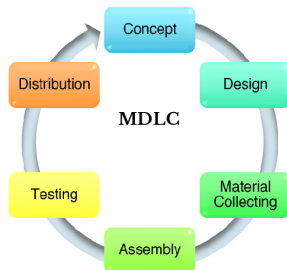 Concept
Distribution
Design
MDLC
Testing
Material
Collecting
Assembly